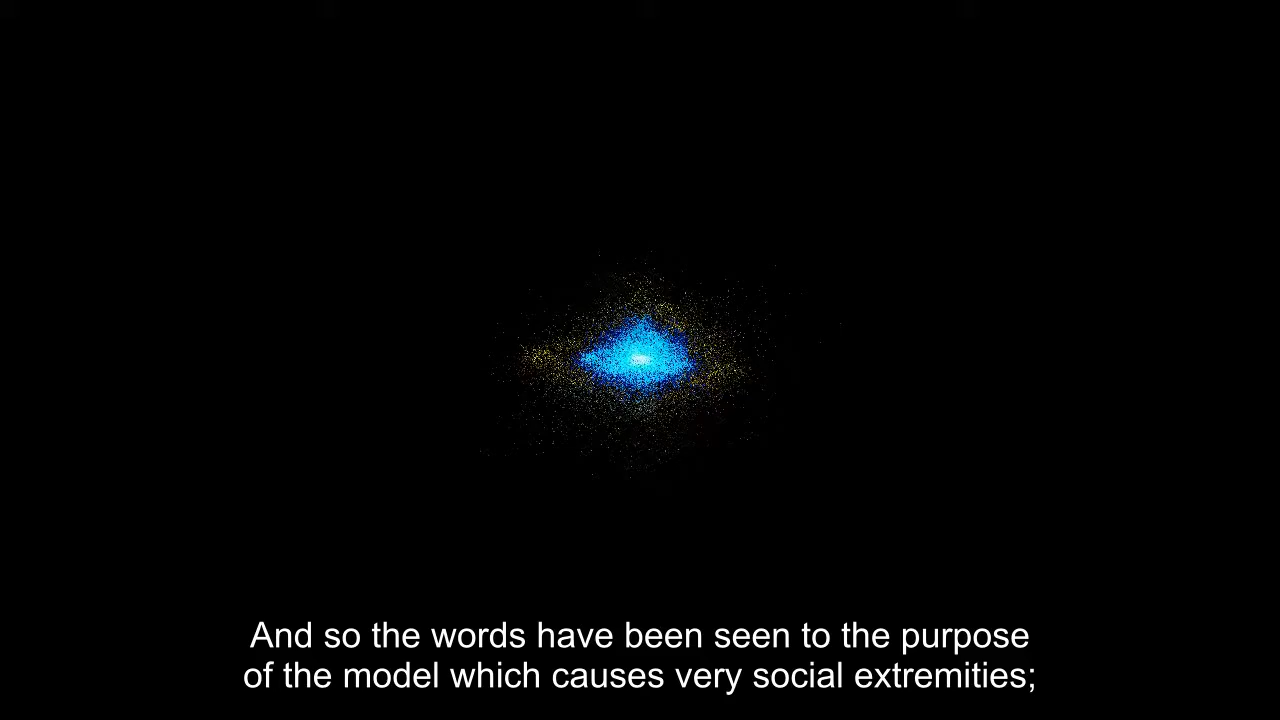 And so the words have been seen to the purpose
of the model which causes very social extremities;